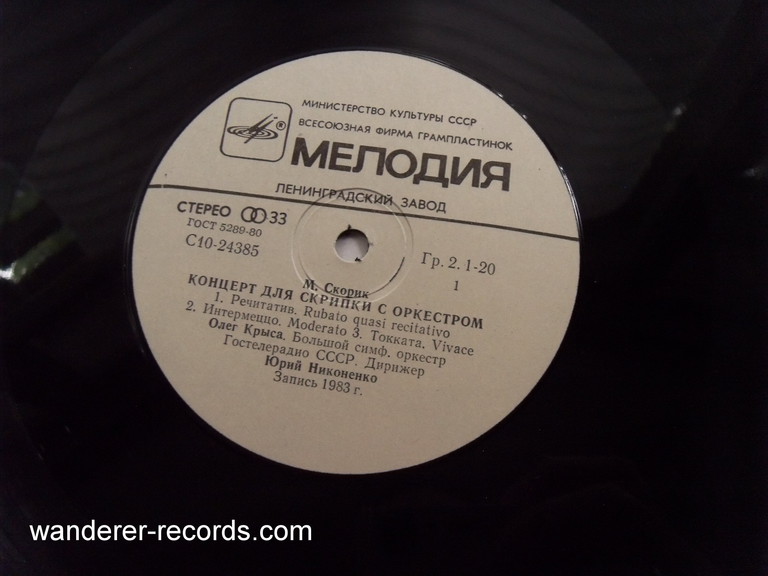 МИНИСТЕРСТВО КУЛЬТУРЫ СССР
ВСЕСОЮЗНАЯ ФИРМА ГРАМПЛАСТИНОК
®
МЕЛОДИЯ
ЛЕНИНГРАДСКИЙ ЗАВОД
СТЕРЕО 33
ГОСТ 5289-80
С10-24385
Гр. 2. 1-20
1
М. Скорик
КОНЦЕРТ ДЛЯ СКРИПКИ С ОРКЕСТРОМ
1. Речитатив. Rubato quasi recitativo
2. Интермеццо. Moderato 3. Токката. Vivace
Олег Крыса, Большой симф. оркестр
Гостелерадио СССР. Дирижер
Юрий Никоненко
Запись 1983 г.
wanderer-records.com